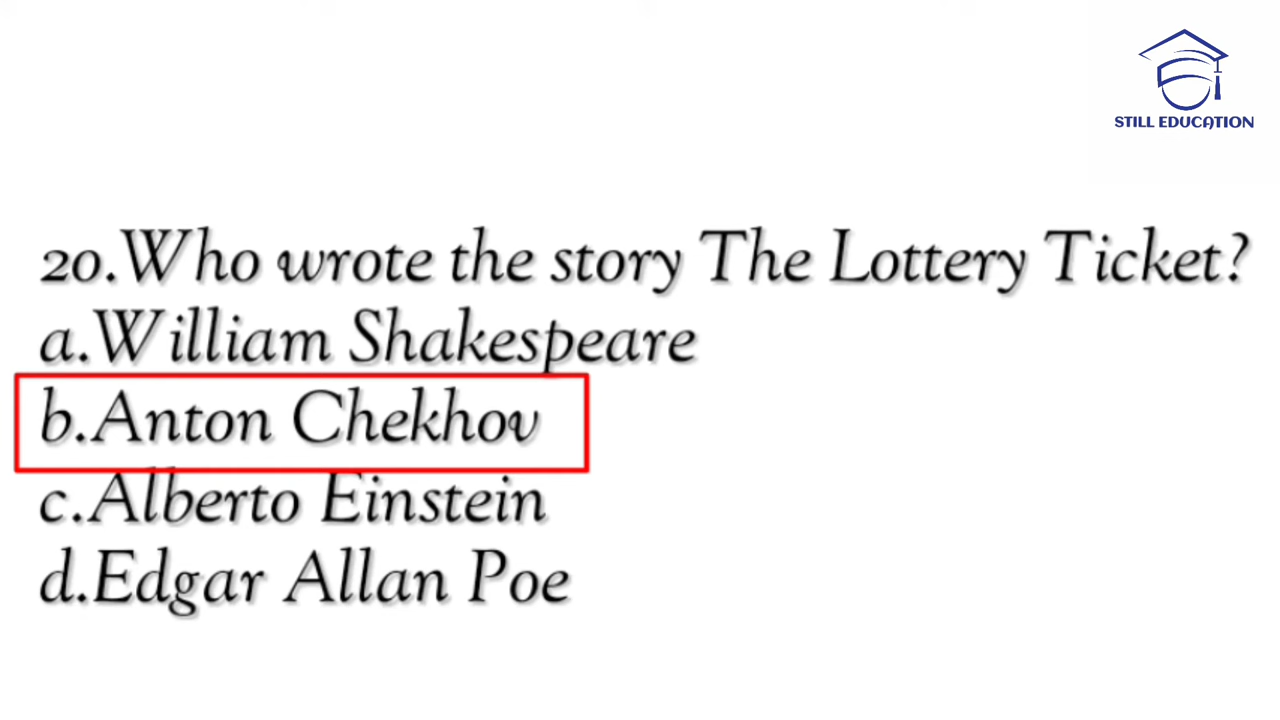 STILL EDUCATION
20.Who wrote the story The Lottery Ticket?
a.William Shakespeare
b.Anton Chekhov
c.Alberto Einstein
d.Edgar Allan Poe